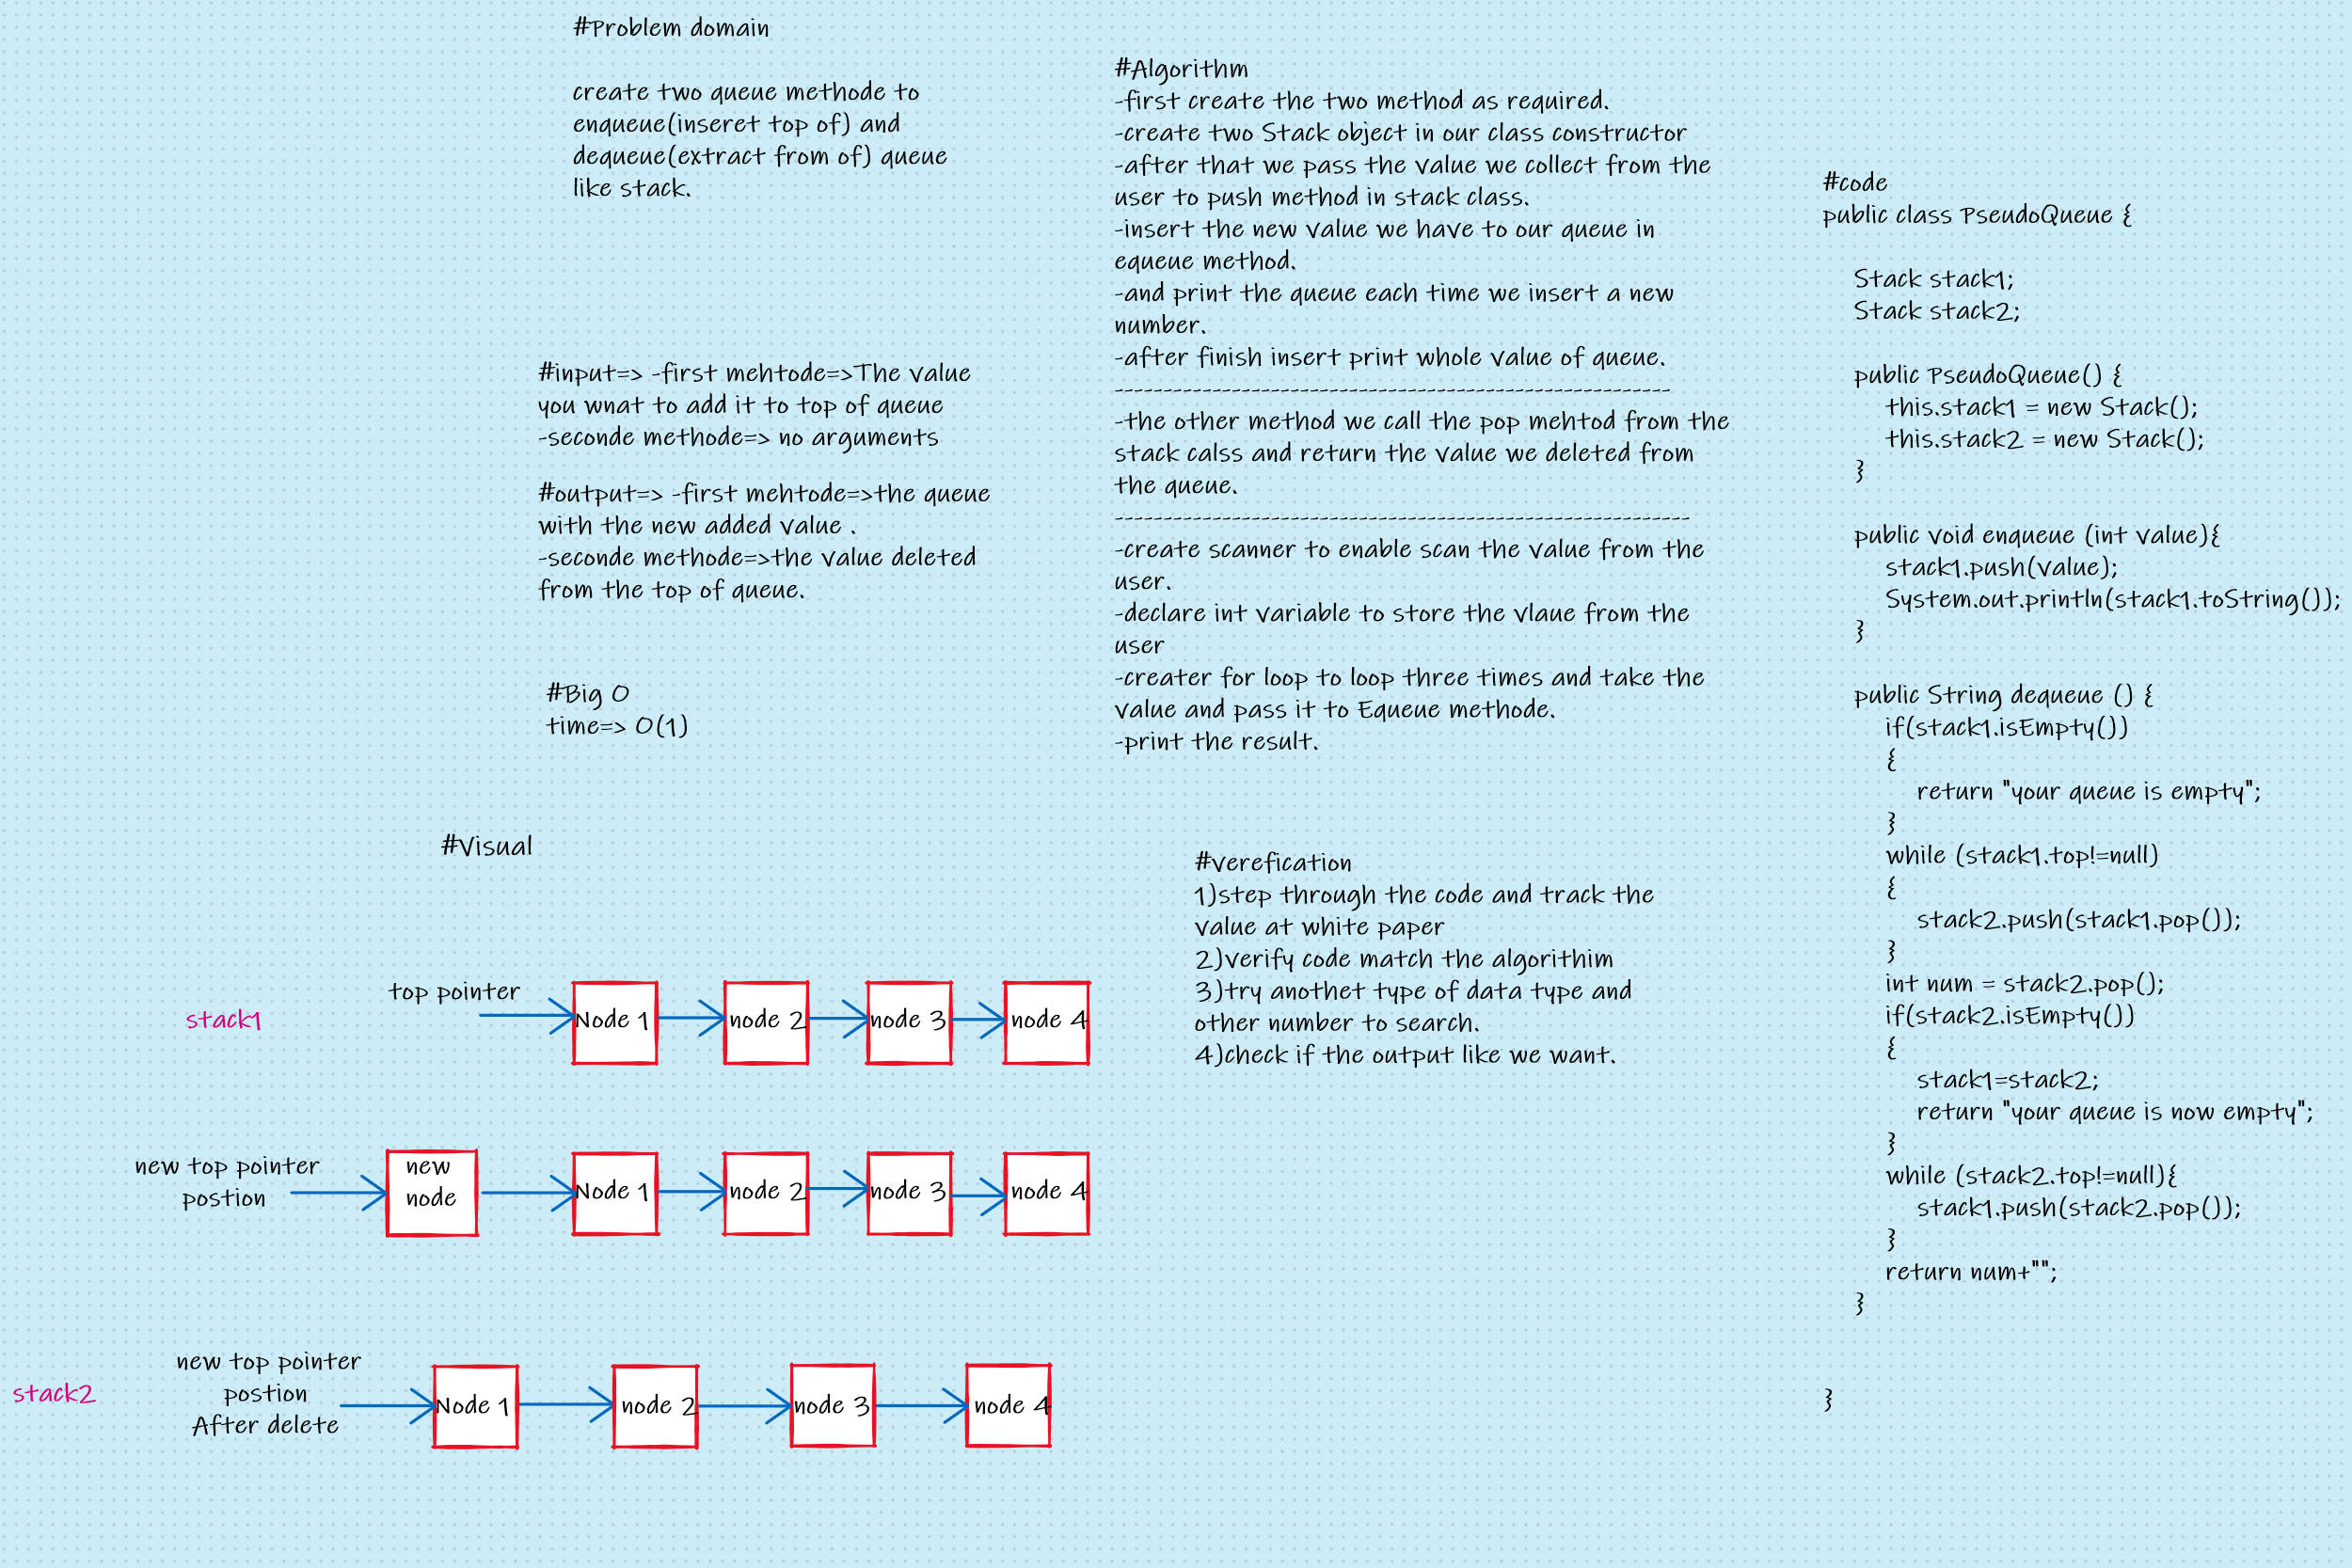 #Problem domain
create two queue methode to
enqueue(inseret top of) and
dequeue(extract from of) queue
like stack.
#input=> -first mehtode=>The value
you wnat to add it to top of queue
-seconde methode=> no arguments
#output=> -first mehtode=>the queue
with the new added value .
-seconde methode=>the value deleted
from the top of queue.
#Big O
time=> O(1)
#Algorithm
-first create the two method as required.
-create two Stack object in our class constructor
-after that we pass the value we collect from the
user to push method in stack class.
-insert the new value we have to our queue in
equeue method.
-and print the queue each time we insert a new
number.
-after finish insert print whole value of queue.
---------------------------------------------------------
-the other method we call the pop mehtod from the
stack calss and return the value we deleted from
the queue.
-----------------------------------------------------------
-create scanner to enable scan the value from the
user.
-declare int variable to store the vlaue from the
user
-creater for loop to loop three times and take the
value and pass it to Equeue methode.
-print the result.
#code
public class PseudoQueue {
Stack stack1;
Stack stack2;
public PseudoQueue() {
this.stack1 = new Stack();
this.stack2 = new Stack();
}
public void enqueue (int value){
stack1.push(value);
System.out.println(stack1.toString());
}
public String dequeue () {
if(stack1.isEmpty())
{
return "your queue is empty";
}
while (stack1.top!=null)
{
stack2.push(stack1.pop());
}
int num = stack2.pop();
if(stack2.isEmpty())
{
stack1=stack2;
return "your queue is now empty";
}
while (stack2.top!=null){
stack1.push(stack2.pop());
}
return num+"";
}
}
#Visual
stack1
top pointer
Node 1
node 2
node 3
node 4
new top pointer
postion
new
node
Node 1
node 2
node 3
node 4
stack2
new top pointer
postion
After delete
Node 1
node 2
node 3
node 4
#verefication
1)step through the code and track the
value at white paper
2)verify code match the algorithim
3)try anothet type of data type and
other number to search.
4)check if the output like we want.